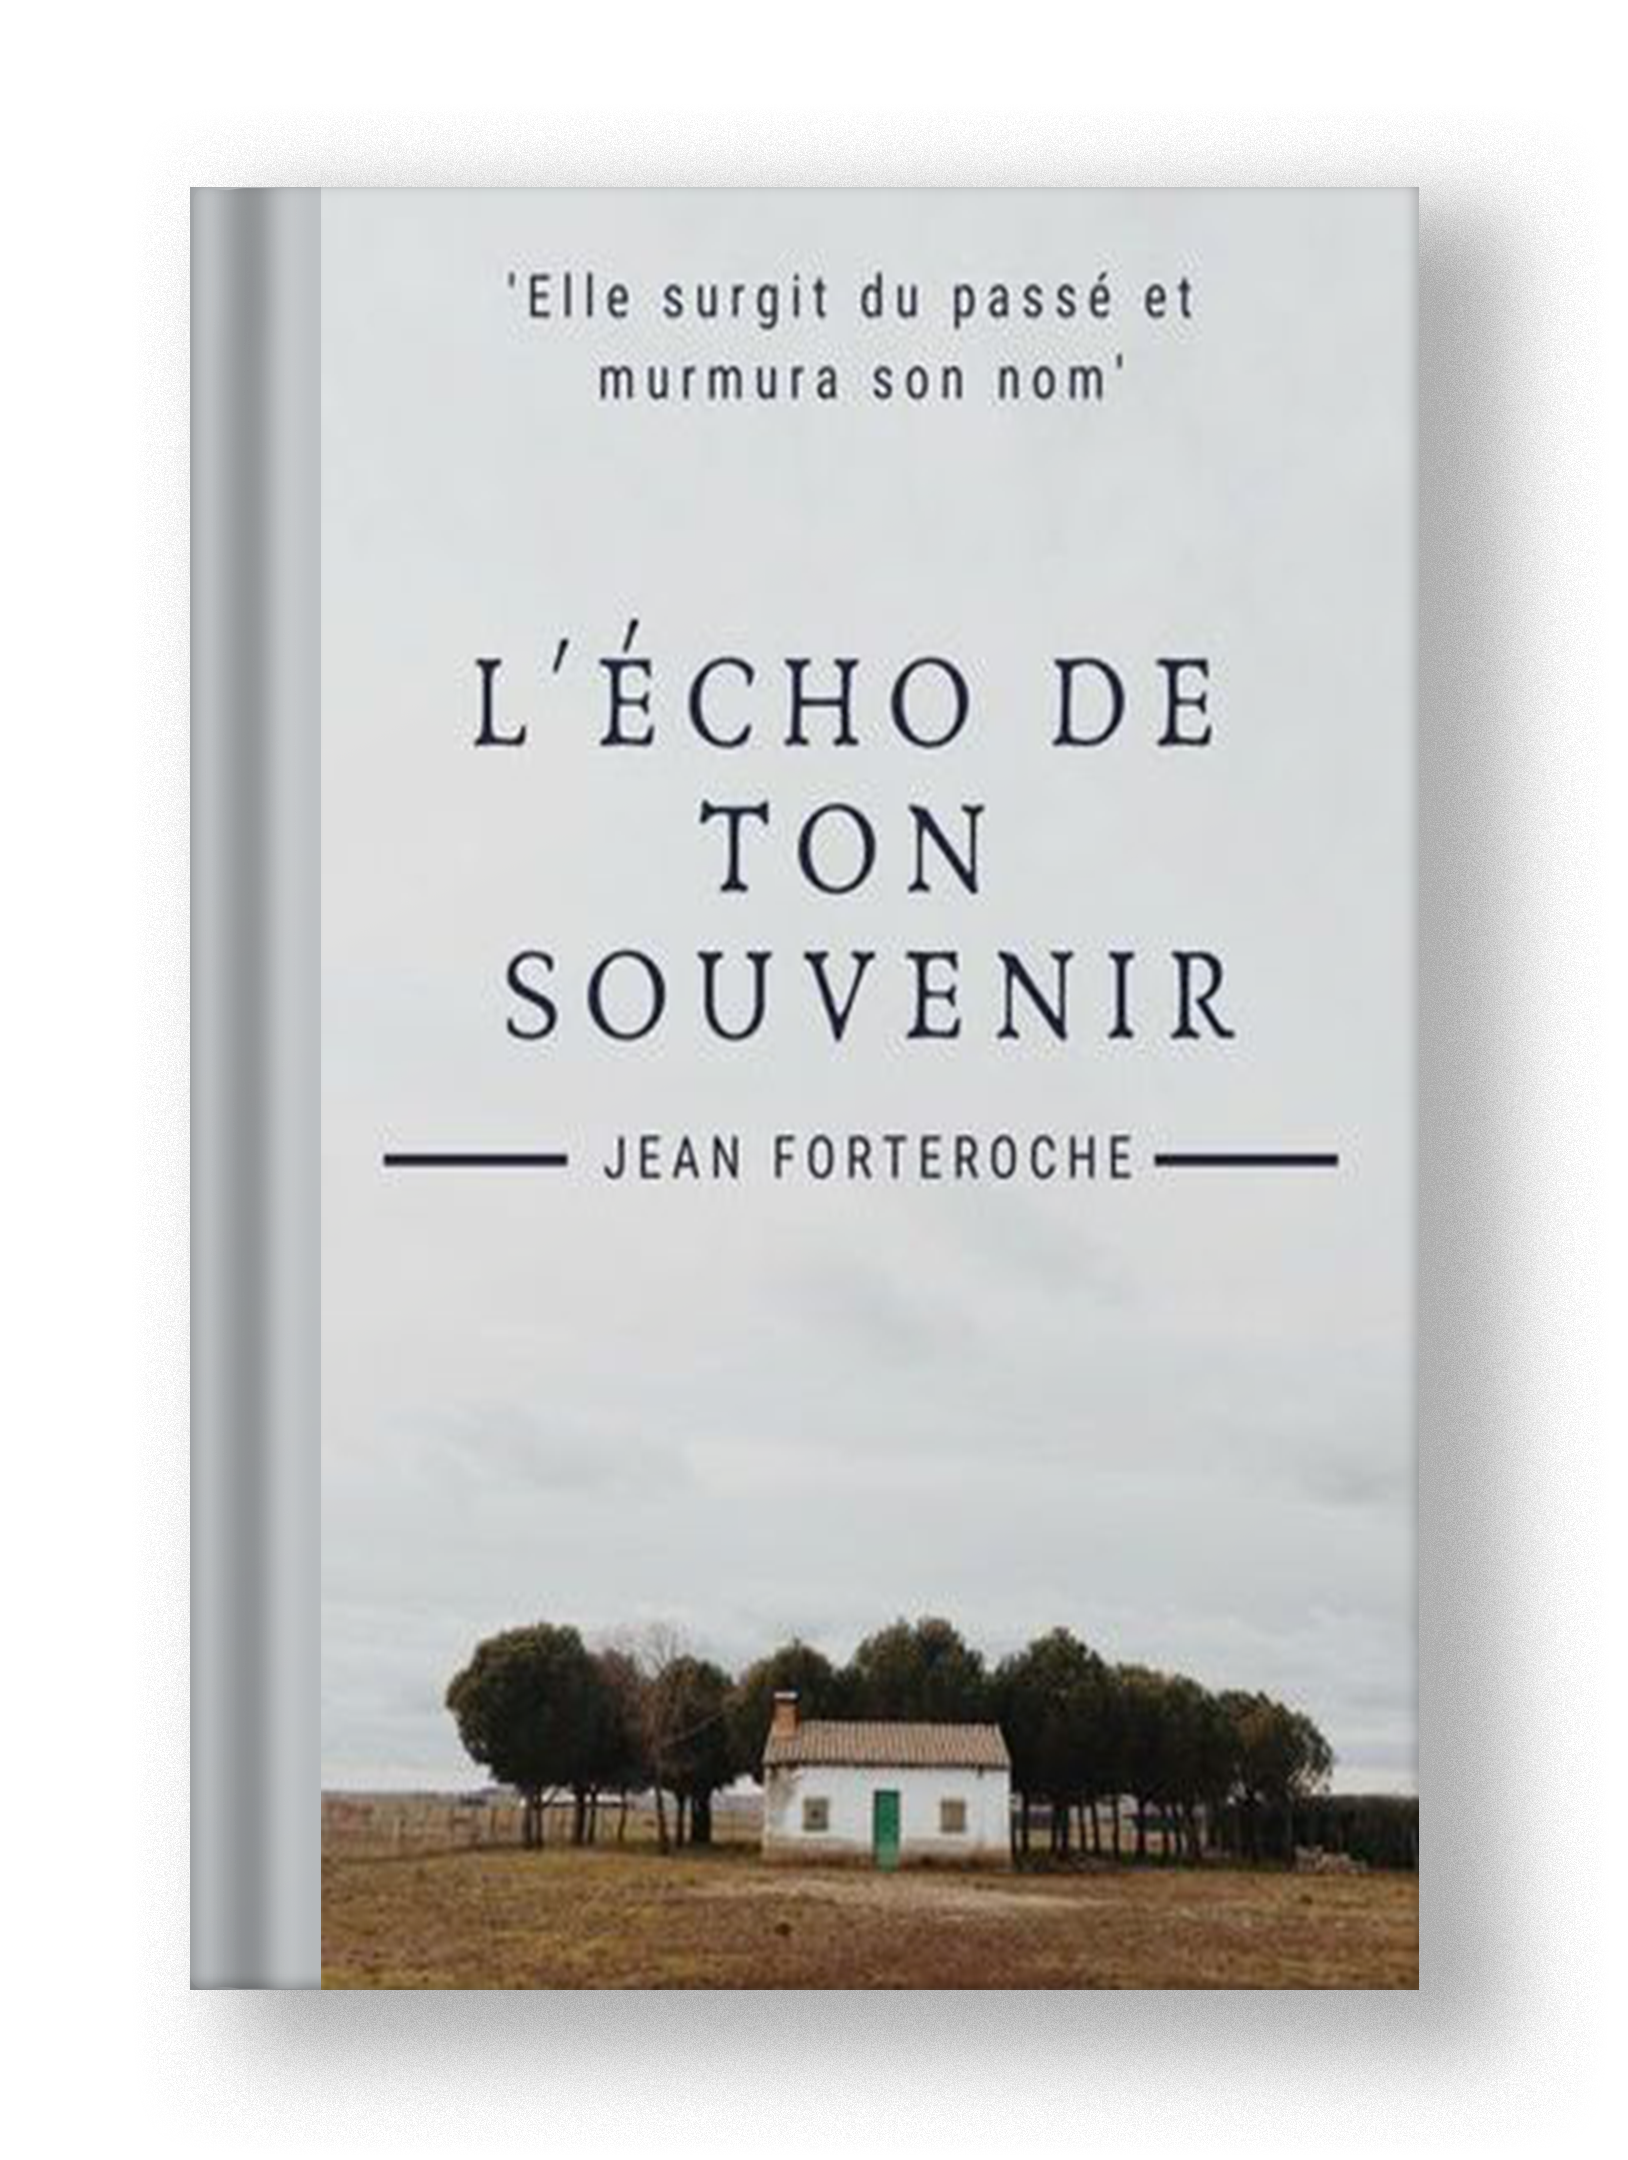 'Elle surgit du passé et
murmura son nom'
L'ÉCHO DE
TON
SOUVENIR
JEAN FORTEROCHE